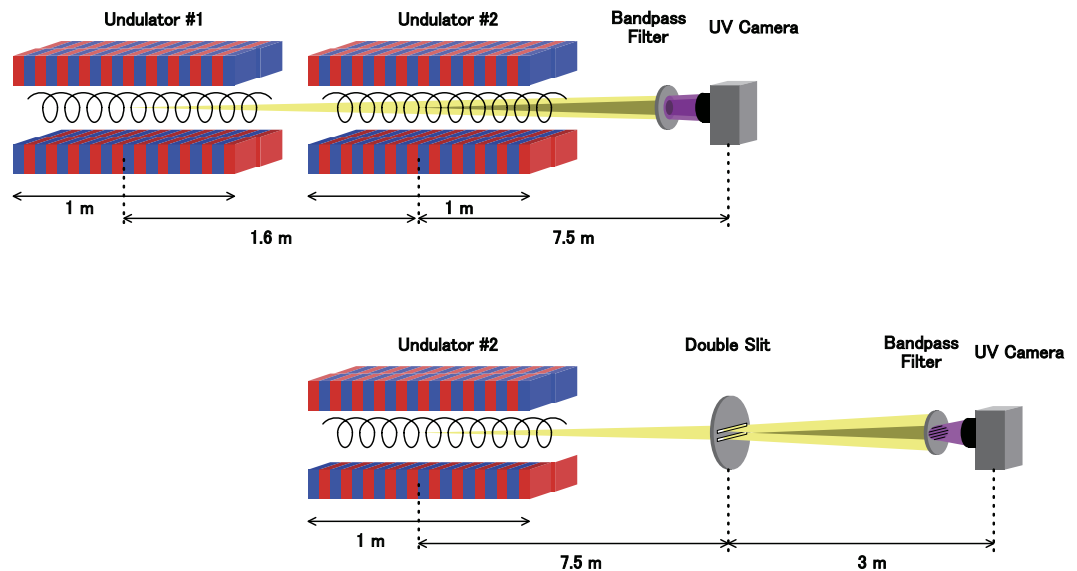 Undulator #1
Undulator #2
Bandpass
Filter
UV Camera
1 m
1 m
1.6 m
7.5 m
Undulator #2
Double Slit
Bandpass
Filter
UV Camera
1 m
7.5 m
3 m